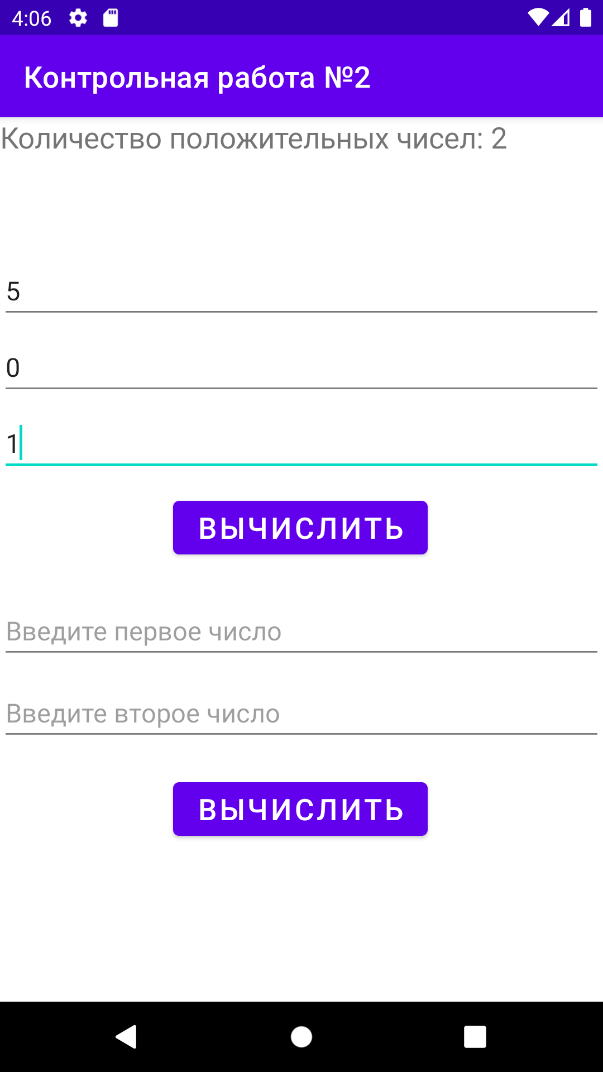 4:06
Контрольная работа №2
Количество положительных чисел: 2
5
0
1
ВЫЧИСЛИТЬ
Введите первое число
Введите второе число
ВЫЧИСЛИТЬ